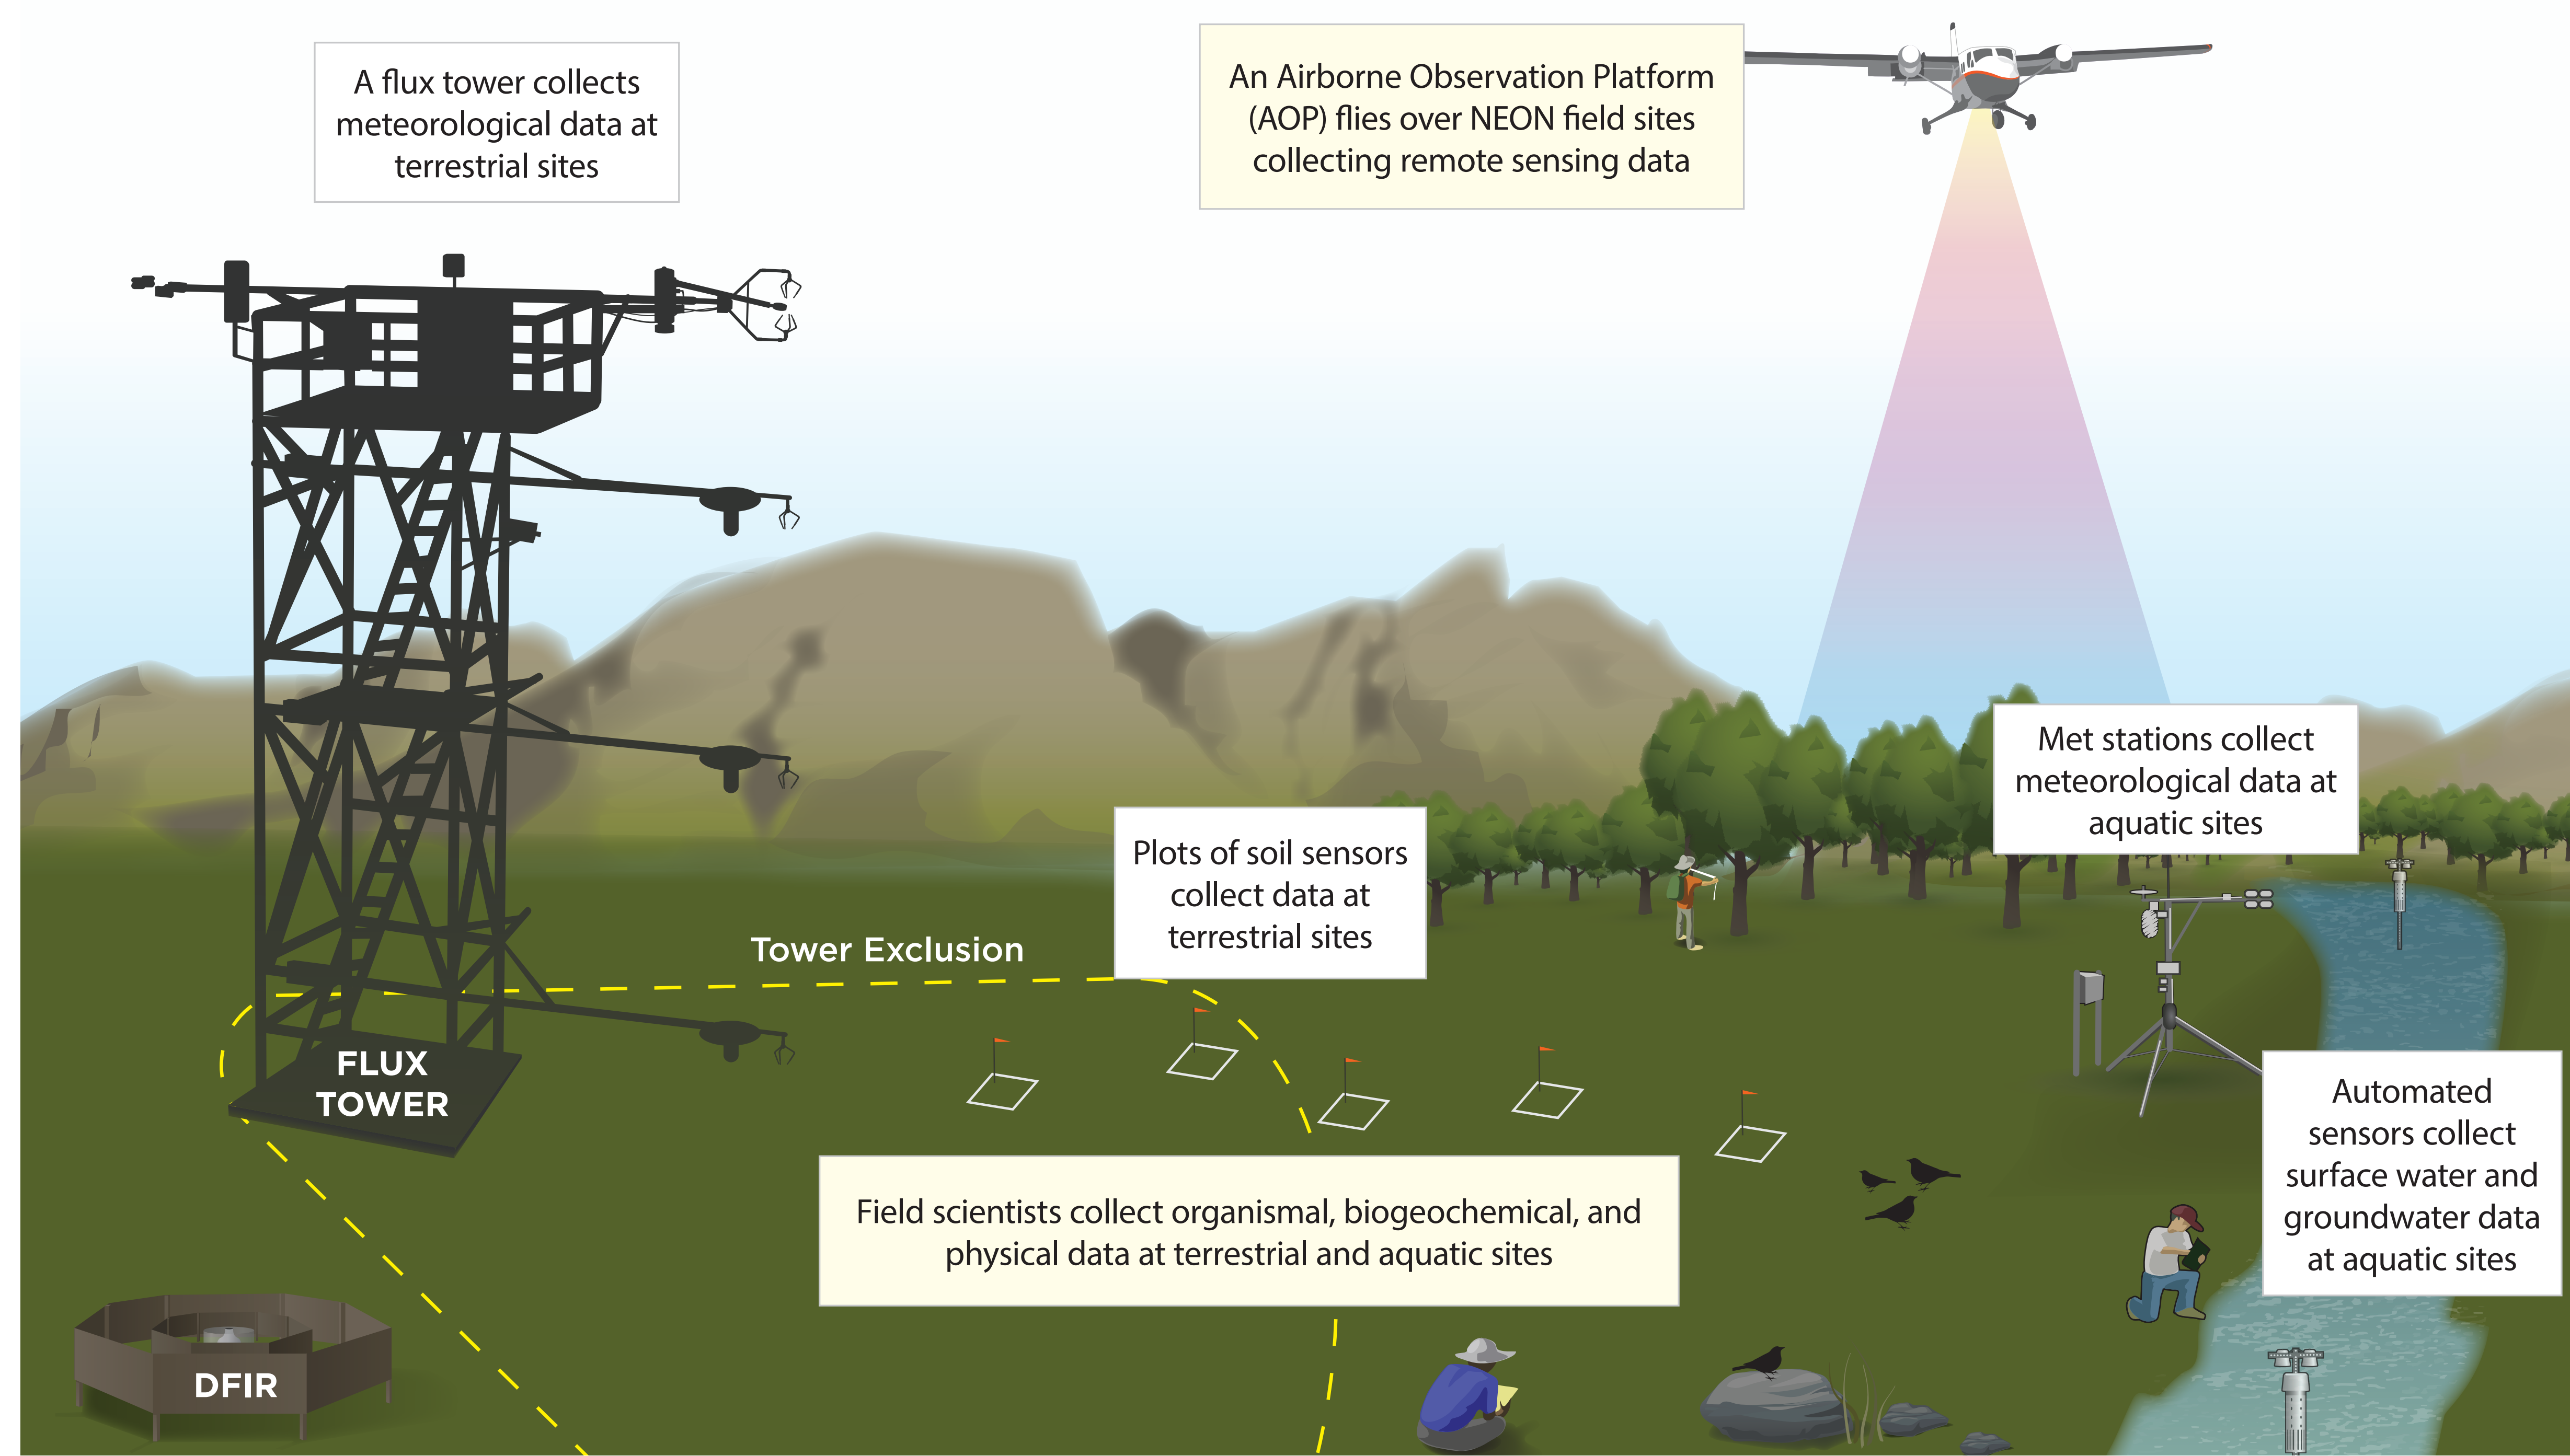 A flux tower collects
meteorological data at
terrestrial sites
An Airborne Observation Platform
(AOP) flies over NEON field sites
collecting remote sensing data
Met stations collect
meteorological data at
aquatic sites
Plots of soil sensors
collect data at
terrestrial sites
Tower Exclusion
FLUX
TOWER
Automated
sensors collect
surface water and
groundwater data
at aquatic sites
Field scientists collect organismal, biogeochemical, and
physical data at terrestrial and aquatic sites
DFIR